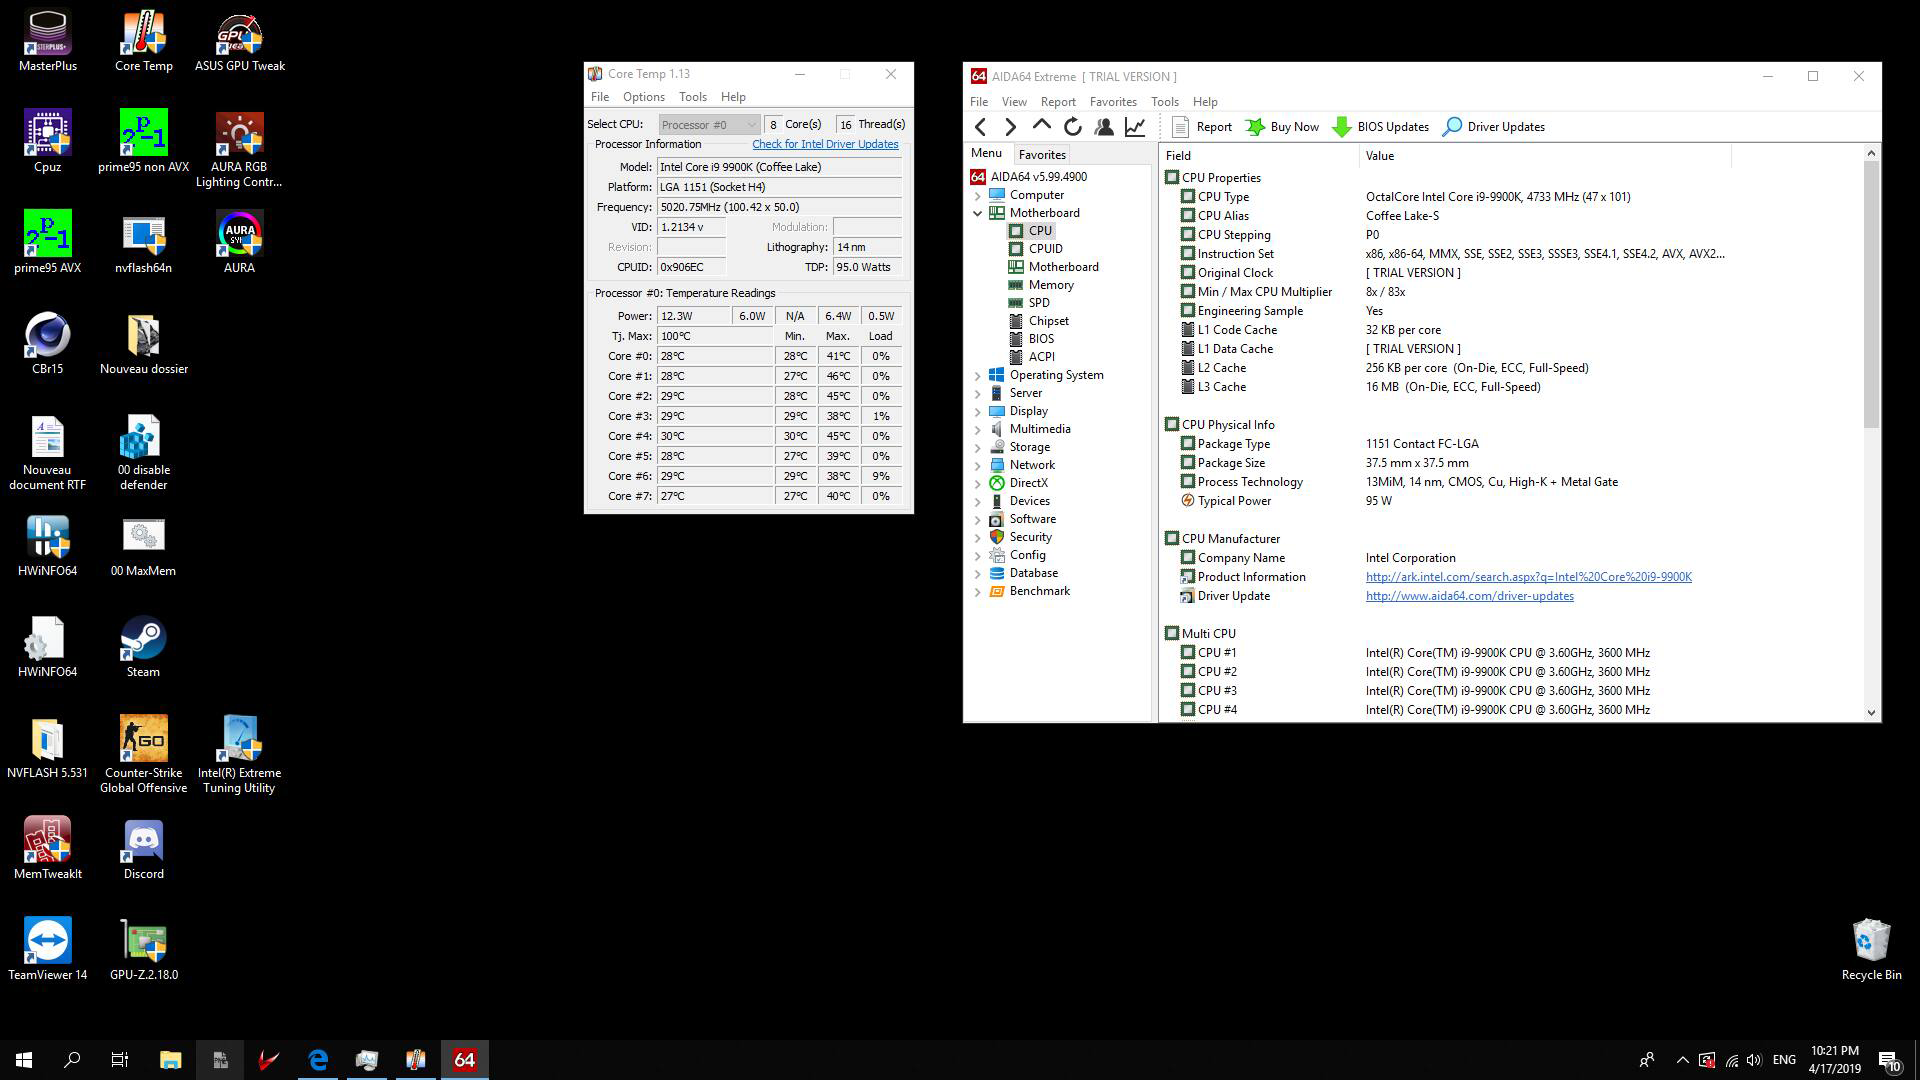 MasterPlus
Core Temp
ASUS GPU Tweak
Cpuz
prime95 non AVX
AURA RGB
Lighting Contr...
prime95 AVX
nvflash64n
AURA
CBr15
Nouveau dossier
Nouveau
document RTF
00 disable
defender
HWiNFO64
00 MaxMem
HWiNFO64
Steam
NVFLASH 5.531
Counter-Strike
Global Offensive
Intel(R) Extreme
Tuning Utility
MemTweakIt
Discord
TeamViewer 14
GPU-Z.2.18.0
Recycle Bin
Core Temp 1.13
File Options Tools Help
Select CPU: Processor #0 8 Core(s) 16 Thread(s)
Processor Information Check for Intel Driver Updates
Model: Intel Core i9 9900K (Coffee Lake)
Platform: LGA 1151 (Socket H4)
Frequency: 5020.75MHz (100.42 x 50.0)
VID: 1.2134 v Modulation:
Revision: Lithography: 14 nm
CPUID: 0x906EC TDP: 95.0 Watts
Processor #0: Temperature Readings
Power: 12.3W 6.0W N/A 6.4W 0.5W
Tj. Max: 100°C Min. Max. Load
Core #0: 28°C 28°C 41°C 0%
Core #1: 28°C 27°C 46°C 0%
Core #2: 29°C 28°C 45°C 0%
Core #3: 29°C 29°C 38°C 1%
Core #4: 30°C 30°C 45°C 0%
Core #5: 28°C 27°C 39°C 0%
Core #6: 29°C 29°C 38°C 9%
Core #7: 27°C 27°C 40°C 0%
64 AIDA64 Extreme [ TRIAL VERSION ]
File View Report Favorites Tools Help
Report Buy Now BIOS Updates Driver Updates
Menu Favorites
64 AIDA64 v5.99.4900
Computer
Motherboard
CPU
CPUID
Motherboard
Memory
SPD
Chipset
BIOS
ACPI
Operating System
Server
Display
Multimedia
Storage
Network
DirectX
Devices
Software
Security
Config
Database
Benchmark
Field Value
CPU Properties
CPU Type OctalCore Intel Core i9-9900K, 4733 MHz (47 x 101)
CPU Alias Coffee Lake-S
CPU Stepping P0
Instruction Set x86, x86-64, MMX, SSE, SSE2, SSE3, SSSE3, SSE4.1, SSE4.2, AVX, AVX2...
Original Clock [ TRIAL VERSION ]
Min / Max CPU Multiplier 8x / 83x
Engineering Sample Yes
L1 Code Cache 32 KB per core
L1 Data Cache [ TRIAL VERSION ]
L2 Cache 256 KB per core (On-Die, ECC, Full-Speed)
L3 Cache 16 MB (On-Die, ECC, Full-Speed)
CPU Physical Info
Package Type 1151 Contact FC-LGA
Package Size 37.5 mm x 37.5 mm
Process Technology 13MiM, 14 nm, CMOS, Cu, High-K + Metal Gate
Typical Power 95 W
CPU Manufacturer
Company Name Intel Corporation
Product Information http://ark.intel.com/search.aspx?q=Intel%20Core%20i9-9900K
Driver Update http://www.aida64.com/driver-updates
Multi CPU
CPU #1 Intel(R) Core(TM) i9-9900K CPU @ 3.60GHz, 3600 MHz
CPU #2 Intel(R) Core(TM) i9-9900K CPU @ 3.60GHz, 3600 MHz
CPU #3 Intel(R) Core(TM) i9-9900K CPU @ 3.60GHz, 3600 MHz
CPU #4 Intel(R) Core(TM) i9-9900K CPU @ 3.60GHz, 3600 MHz
64
ENG
10:21 PM
4/17/2019
10